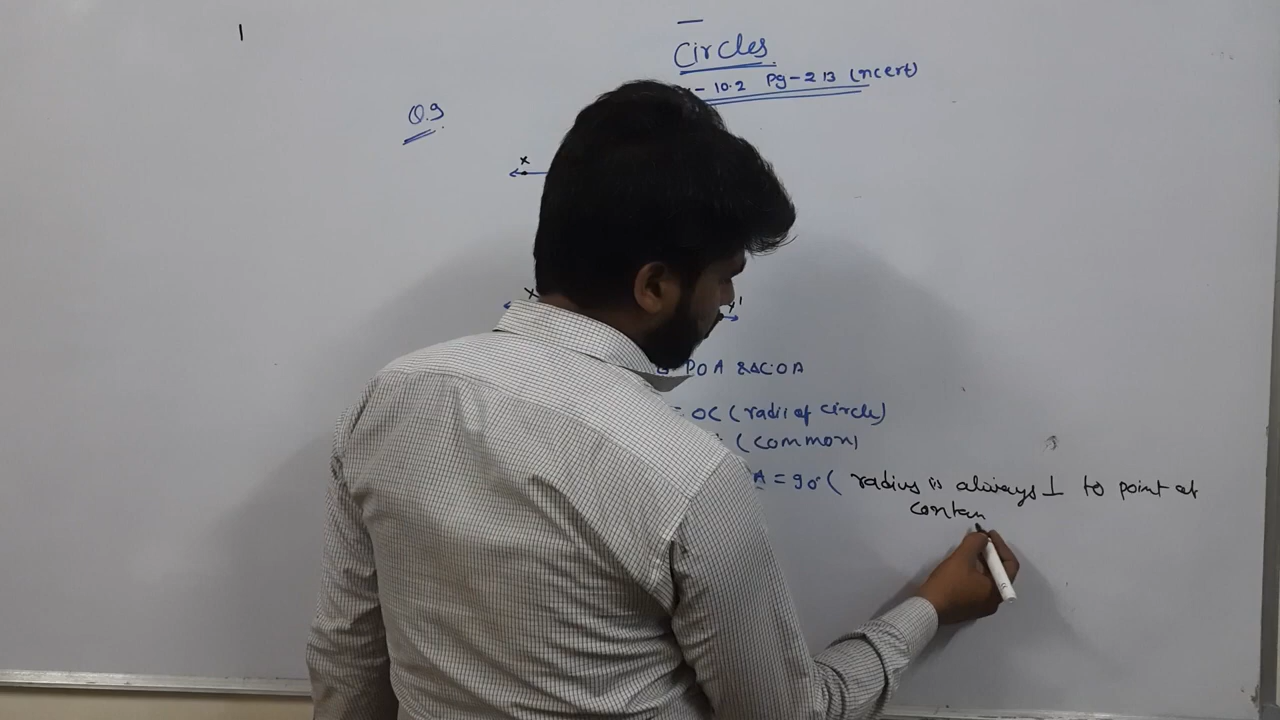 Circles
- 10.2 Pg-213 (ncert)
Q.9
x
x
y'
POA & ΔCOA
= OC (radii of circle)
(common)
A = 90° ( radius is always ⊥ to point of
contac